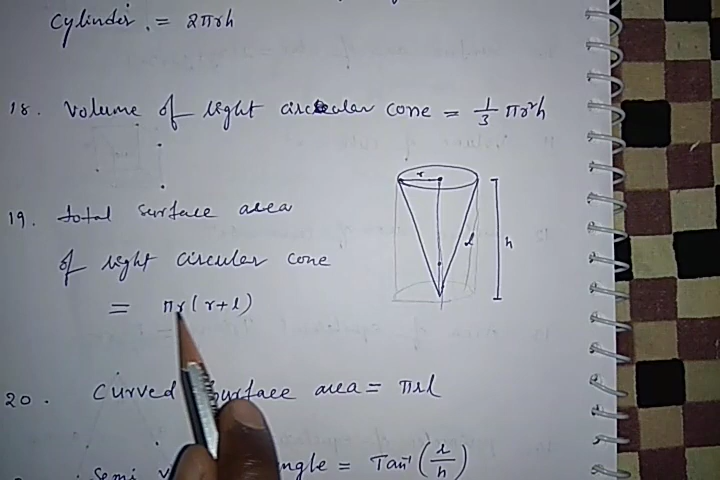 cylinder. = 2πrh
18. Volume of right circular cone = 1/3 πr²h
19. total surface area
of right circular cone
= πr(r+l)
r
l
h
20. Curved surface area = πrl
semi v ngle = Tan⁻¹(r/h)